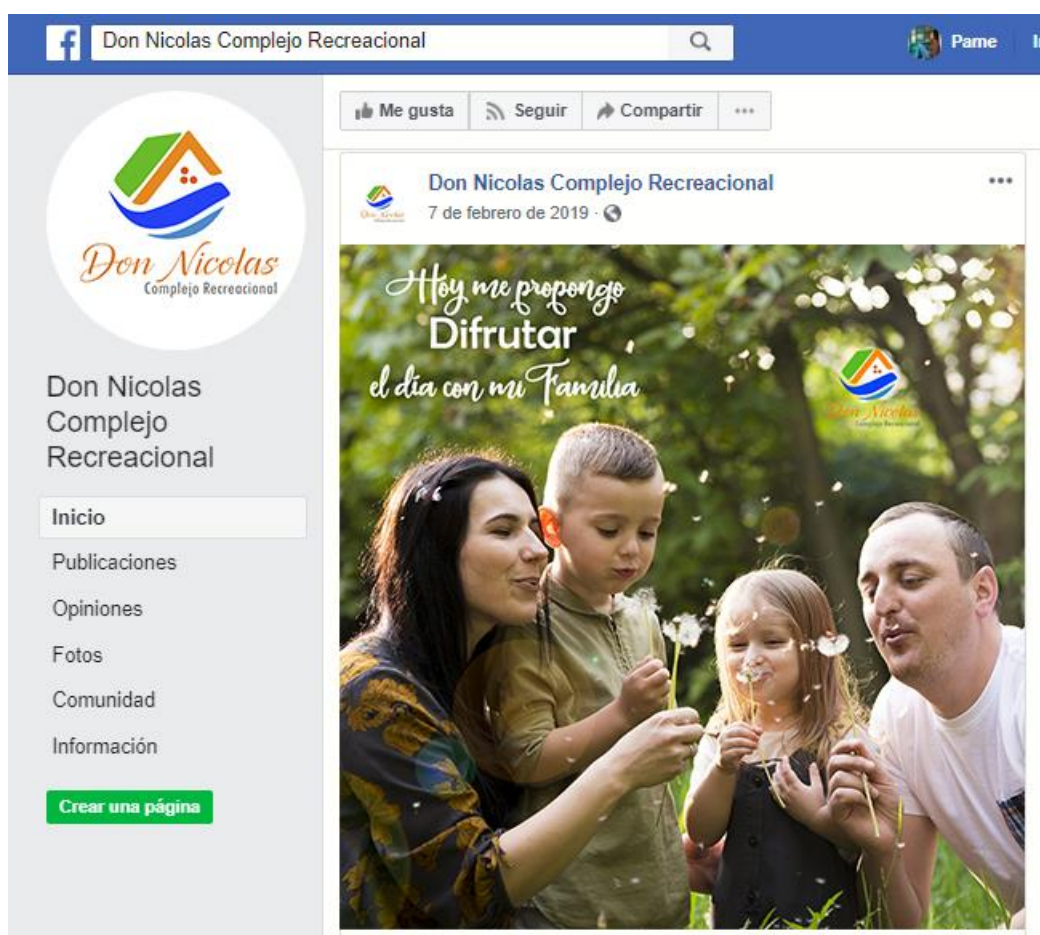 f
Don Nicolas Complejo Recreacional
Pame
Don Nicolas
Complejo Recreacional
Don Nicolas
Complejo
Recreacional
Inicio
Publicaciones
Opiniones
Fotos
Comunidad
Información
Crear una página
Me gusta
Seguir
Compartir
Don Nicolas Complejo Recreacional
7 de febrero de 2019
Hoy me propongo
Difrutar
el día con mi Familia
Don Nicolas
Complejo Recreacional